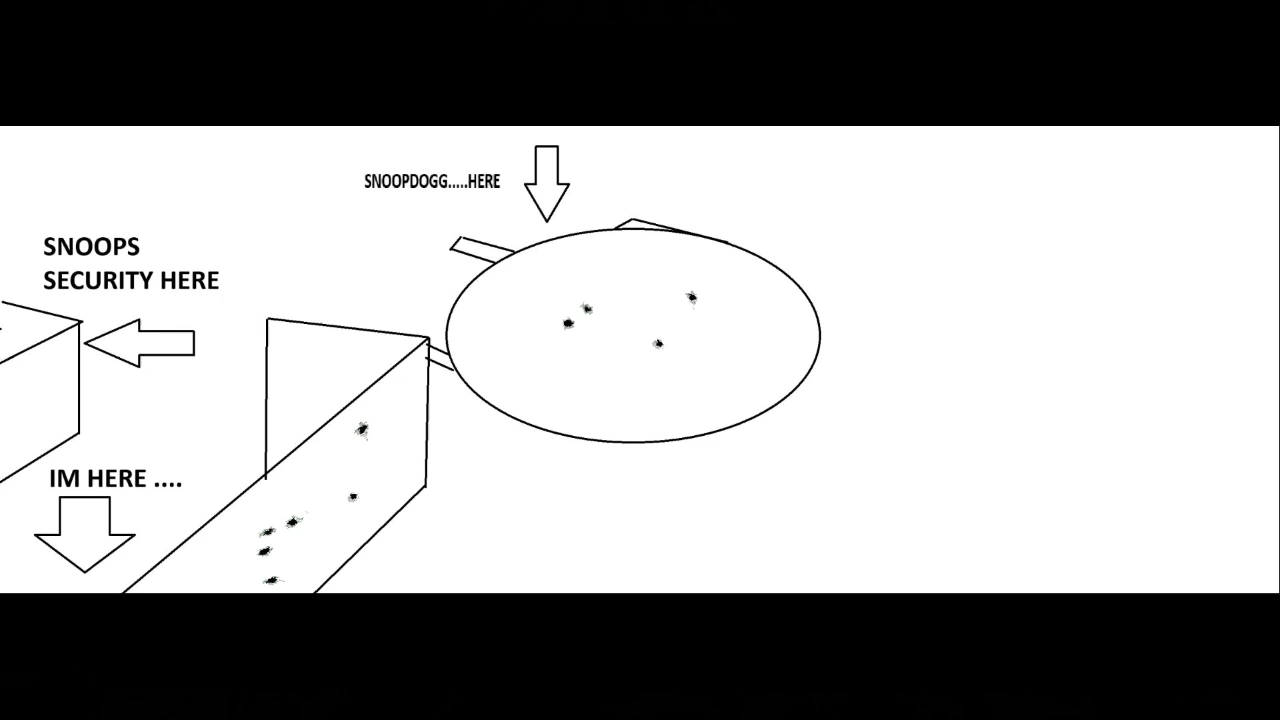 SNOOPDOGG.....HERE
SNOOPS
SECURITY HERE
IM HERE ....